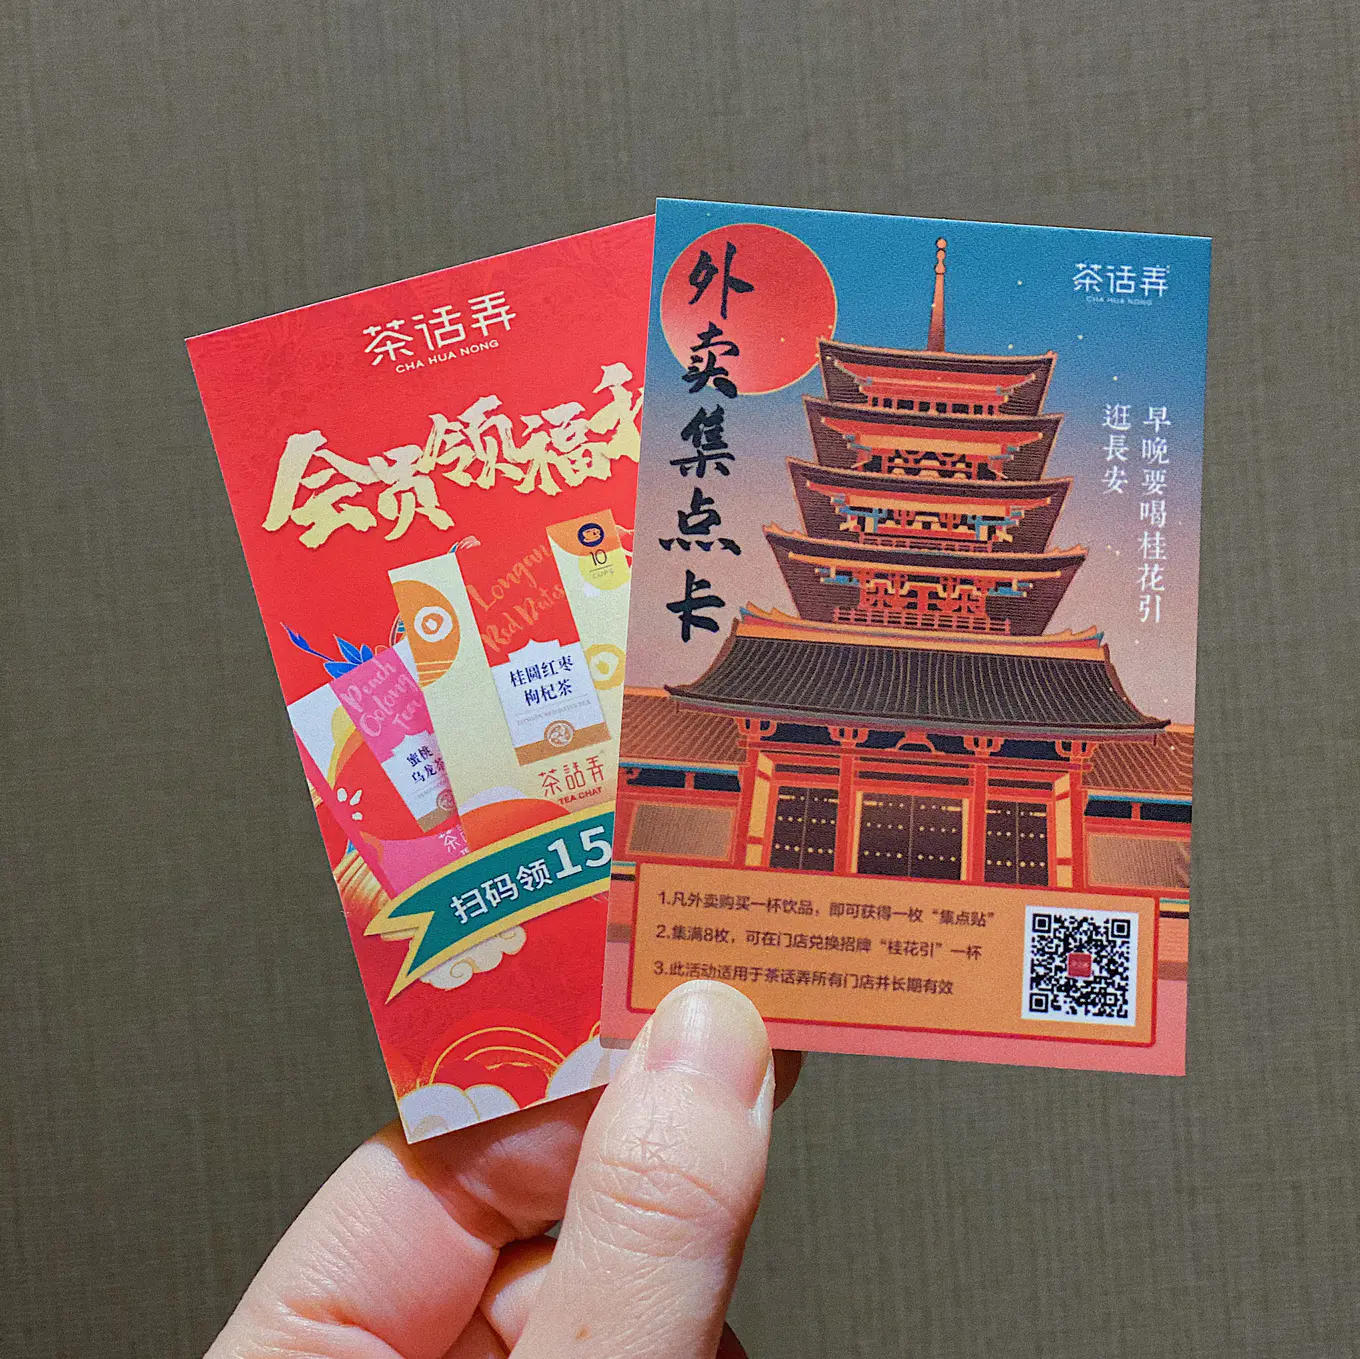 茶话弄
CHA HUA NONG
会员领福
Longan
Red Dates
10
CUPS
桂圆红枣
枸杞茶
茶話弄
TEA CHAT
Peach
Oolong
Tea
蜜桃
乌龙茶
扫码领15
外卖集点卡
茶话弄
CHA HUA NONG
早晚要喝桂花引
逛長安
1.凡外卖购买一杯饮品，即可获得一枚“集点贴”
2.集满8枚，可在门店兑换招牌“桂花引”一杯
3.此活动适用于茶话弄所有门店并长期有效